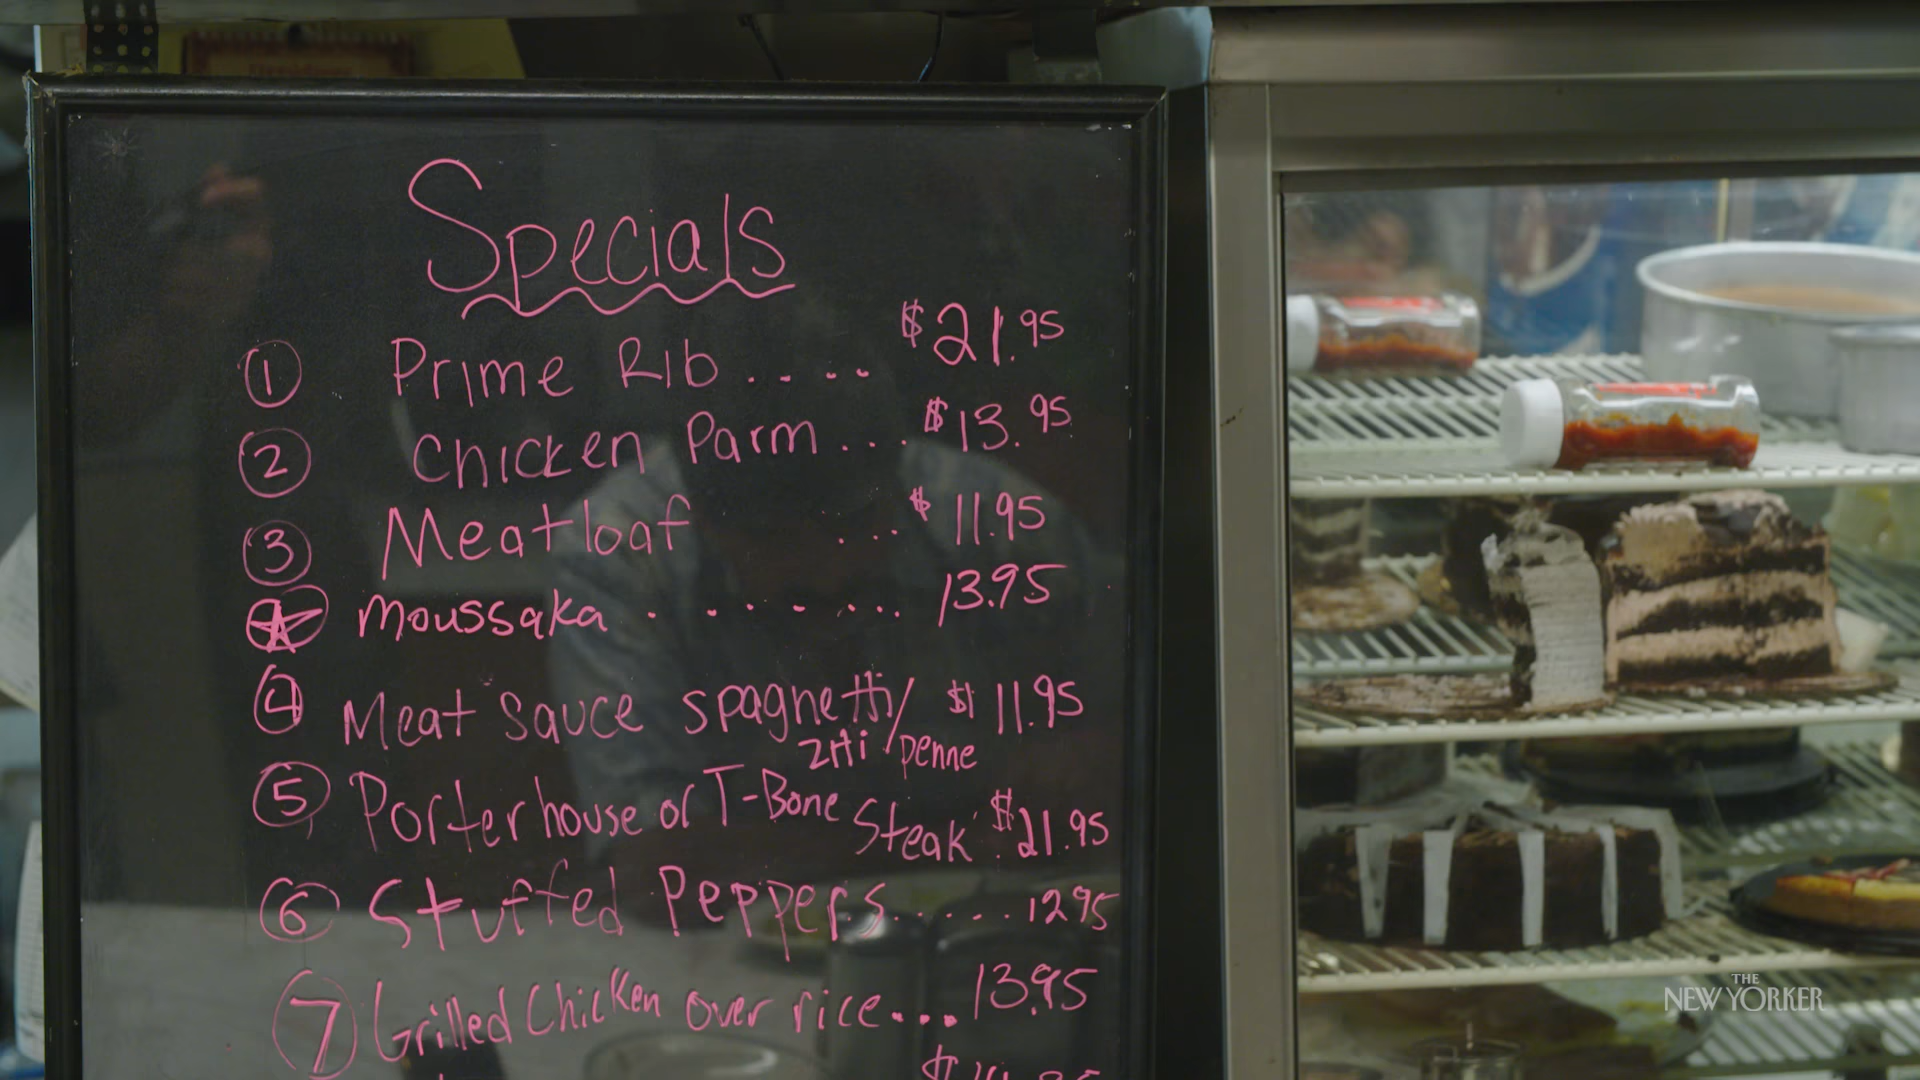 Specials
1 Prime Rib .... $21.95
2 Chicken Parm ... $13.95
3 Meatloaf ... $11.95
Moussaka ....... 13.95
4 Meat Sauce spaghetti/ $11.95
ziti / penne
5 Porterhouse or T-Bone Steak $21.95
6 Stuffed Peppers ..... 12.95
7 Grilled Chicken over rice... 13.95
THE
NEW YORKER